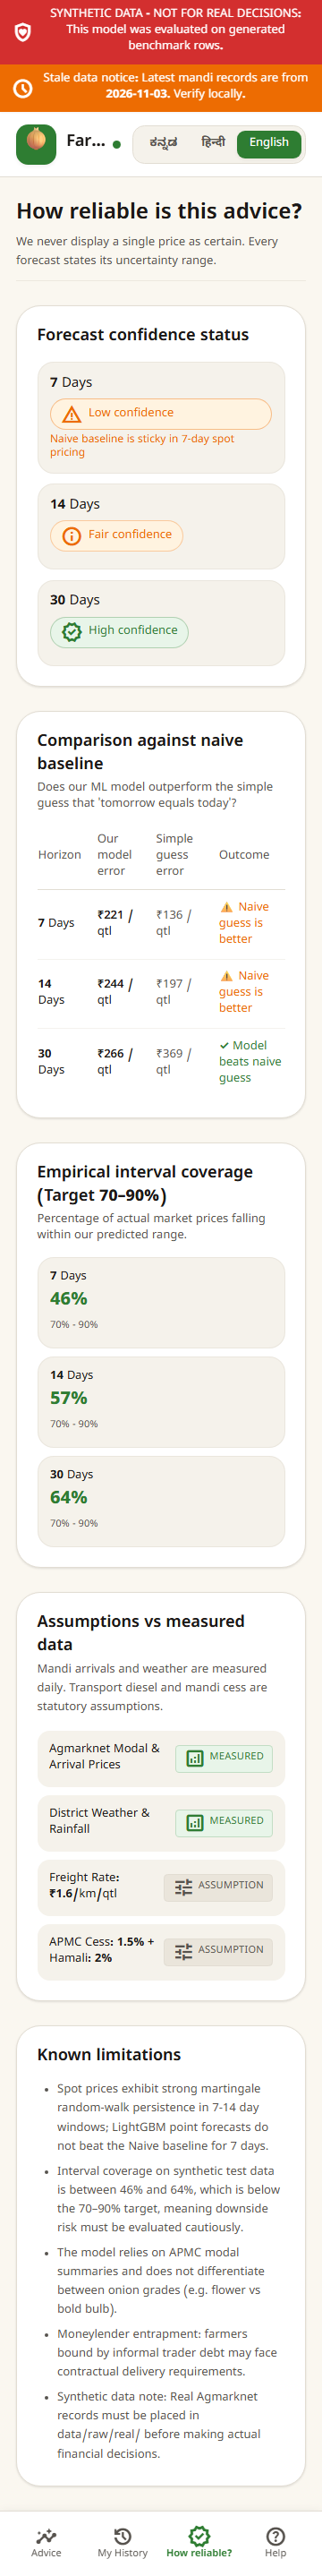 SYNTHETIC DATA - NOT FOR REAL DECISIONS:
This model was evaluated on generated
benchmark rows.
Stale data notice: Latest mandi records are from
2026-11-03. Verify locally.
Far...
ಕನ್ನಡ
हिन्दी
English
How reliable is this advice?
We never display a single price as certain. Every
forecast states its uncertainty range.
Forecast confidence status
7 Days
Low confidence
Naive baseline is sticky in 7-day spot
pricing
14 Days
Fair confidence
30 Days
High confidence
Comparison against naive
baseline
Does our ML model outperform the simple
guess that 'tomorrow equals today'?
Horizon
Our
model
error
Simple
guess
error
Outcome
7 Days
₹221 /
qtl
₹136 /
qtl
Naive
guess is
better
14
Days
₹244 /
qtl
₹197 /
qtl
Naive
guess is
better
30
Days
₹266 /
qtl
₹369 /
qtl
✓ Model
beats naive
guess
Empirical interval coverage
(Target 70–90%)
Percentage of actual market prices falling
within our predicted range.
7 Days
46%
70% - 90%
14 Days
57%
70% - 90%
30 Days
64%
70% - 90%
Assumptions vs measured
data
Mandi arrivals and weather are measured
daily. Transport diesel and mandi cess are
statutory assumptions.
Agmarknet Modal &
Arrival Prices
MEASURED
District Weather &
Rainfall
MEASURED
Freight Rate:
₹1.6/km/qtl
ASSUMPTION
APMC Cess: 1.5% +
Hamali: 2%
ASSUMPTION
Known limitations
• Spot prices exhibit strong martingale
random-walk persistence in 7-14 day
windows; LightGBM point forecasts do
not beat the Naive baseline for 7 days.
• Interval coverage on synthetic test data
is between 46% and 64%, which is below
the 70–90% target, meaning downside
risk must be evaluated cautiously.
• The model relies on APMC modal
summaries and does not differentiate
between onion grades (e.g. flower vs
bold bulb).
• Moneylender entrapment: farmers
bound by informal trader debt may face
contractual delivery requirements.
• Synthetic data note: Real Agmarknet
records must be placed in
data/raw/real/ before making actual
financial decisions.
Advice
My History
How reliable?
Help